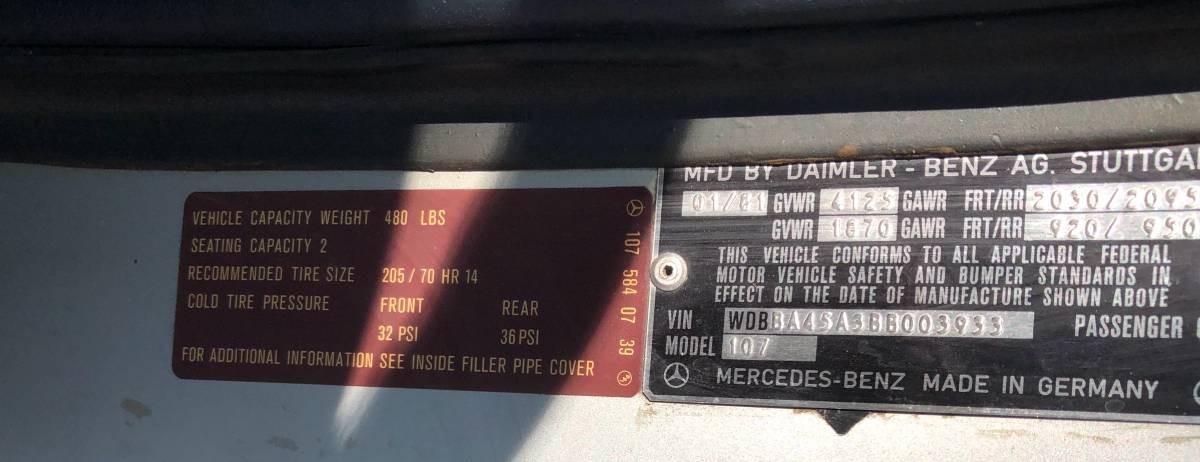 VEHICLE CAPACITY WEIGHT 480 LBS
SEATING CAPACITY 2
RECOMMENDED TIRE SIZE 205/70 HR 14
COLD TIRE PRESSURE FRONT REAR
32 PSI 36 PSI
FOR ADDITIONAL INFORMATION SEE INSIDE FILLER PIPE COVER
107 584 07 39
MFD BY DAIMLER-BENZ AG. STUTTGA
01/81 GVWR 4125 GAWR FRT/RR 2030/2095
GVWR 1870 GAWR FRT/RR 920/ 950
THIS VEHICLE CONFORMS TO ALL APPLICABLE FEDERAL
MOTOR VEHICLE SAFETY AND BUMPER STANDARDS IN
EFFECT ON THE DATE OF MANUFACTURE SHOWN ABOVE
VIN WDBBA45A3BB003933 PASSENGER
MODEL 107
MERCEDES-BENZ MADE IN GERMANY